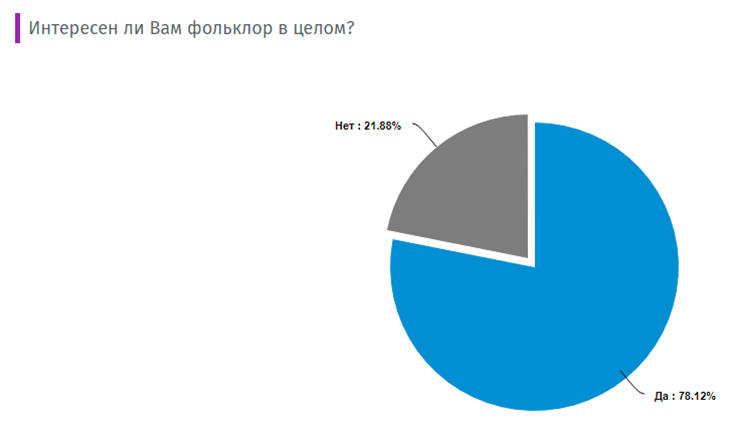 Интересен ли Вам фольклор в целом?
Нет : 21.88%
Да : 78.12%